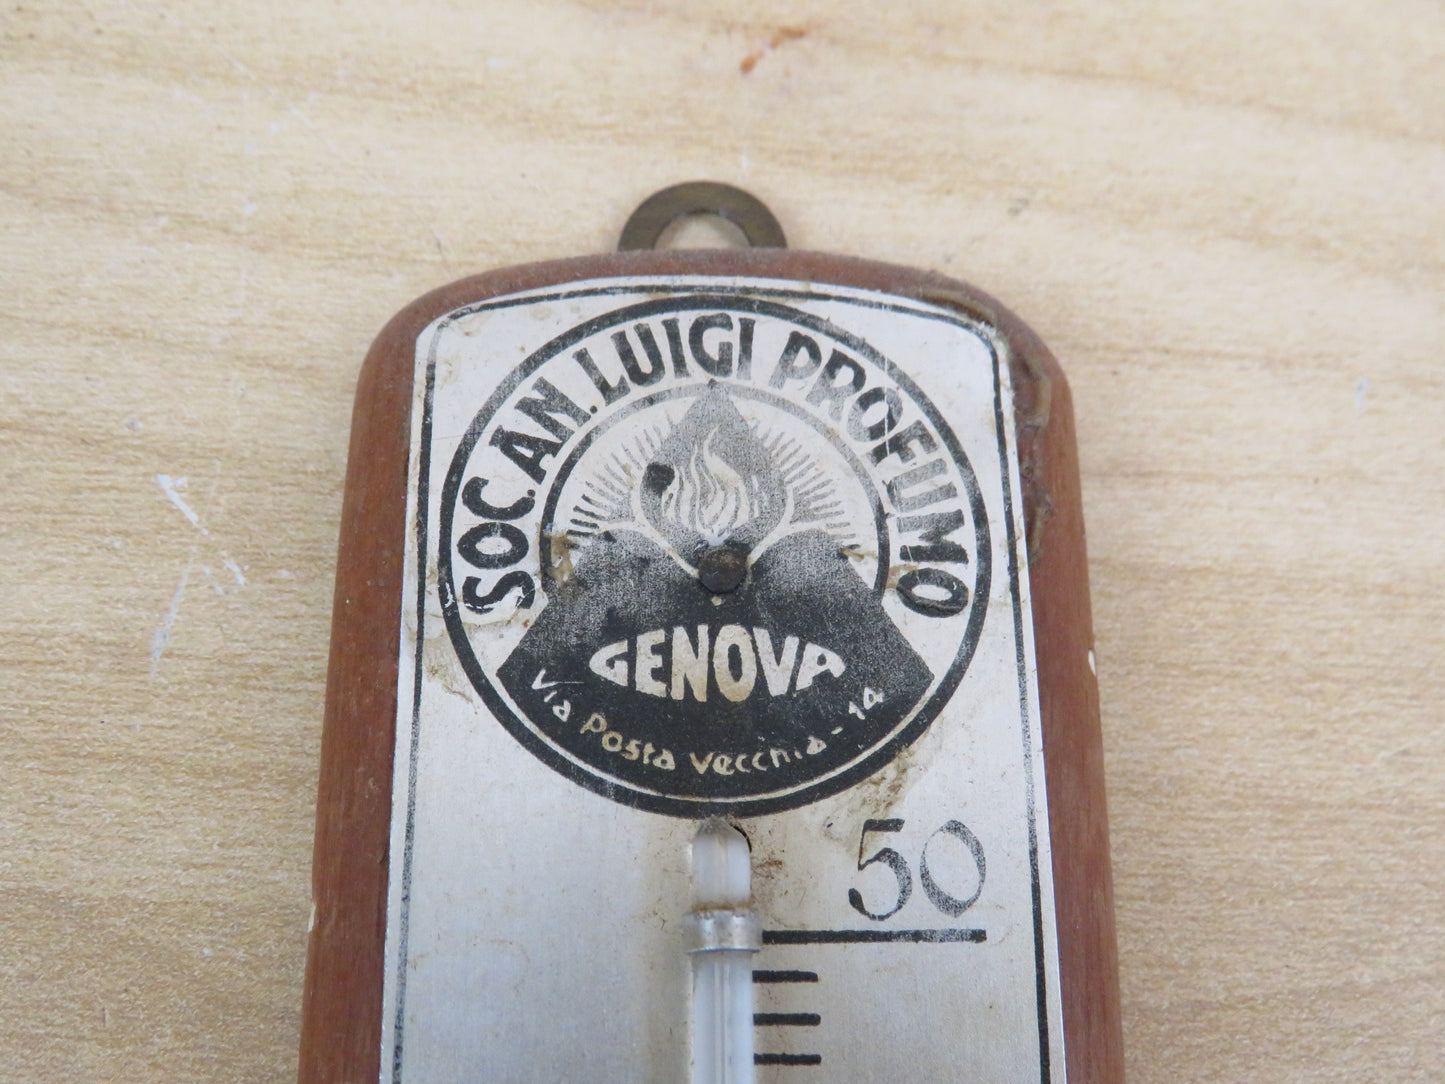 SOC.AN.LUIGI PROFUMO
GENOVA
Via Posta Vecchia - 14
50